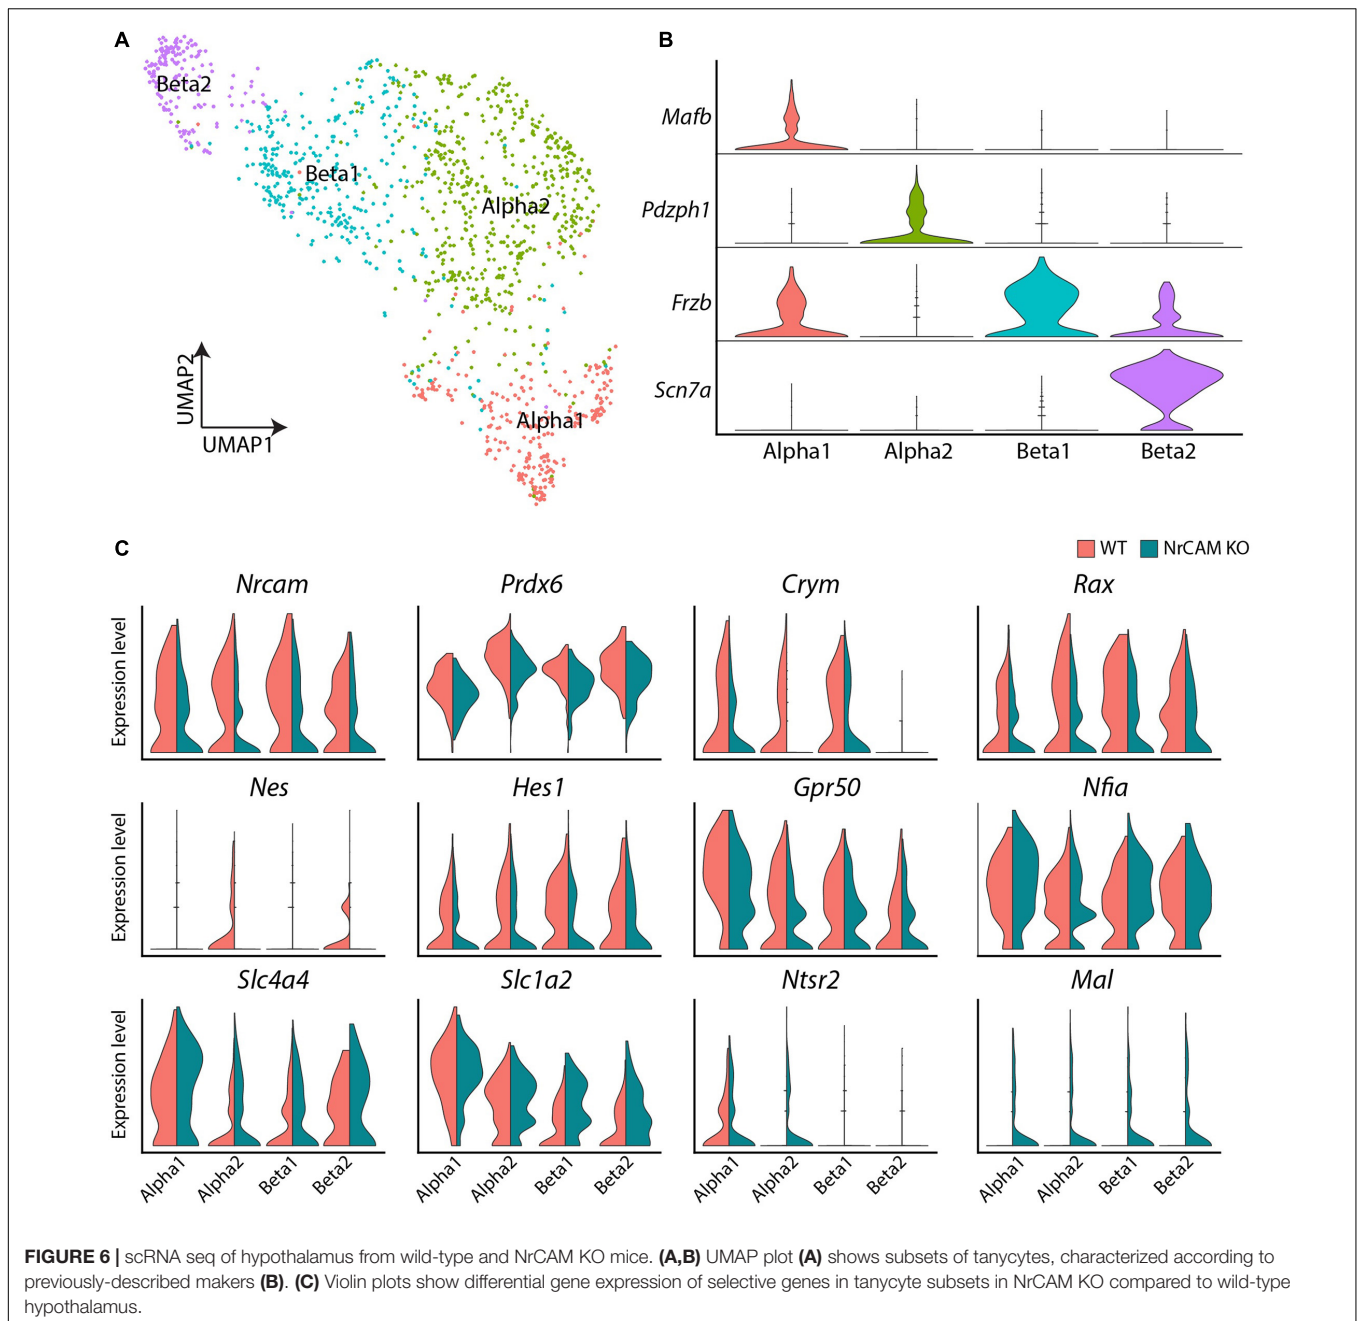 A
Beta2
Beta1
Alpha2
Alpha1
UMAP2
UMAP1
B
Mafb
Pdzph1
Frzb
Scn7a
Alpha1 Alpha2 Beta1 Beta2
C
WT NrCAM KO
Nrcam Prdx6 Crym Rax
Expression level
Nes Hes1 Gpr50 Nfia
Expression level
Slc4a4 Slc1a2 Ntsr2 Mal
Expression level
Alpha1 Alpha2 Beta1 Beta2 Alpha1 Alpha2 Beta1 Beta2 Alpha1 Alpha2 Beta1 Beta2 Alpha1 Alpha2 Beta1 Beta2
FIGURE 6 | scRNA seq of hypothalamus from wild-type and NrCAM KO mice. (A,B) UMAP plot (A) shows subsets of tanycytes, characterized according to
previously-described makers (B). (C) Violin plots show differential gene expression of selective genes in tanycyte subsets in NrCAM KO compared to wild-type
hypothalamus.